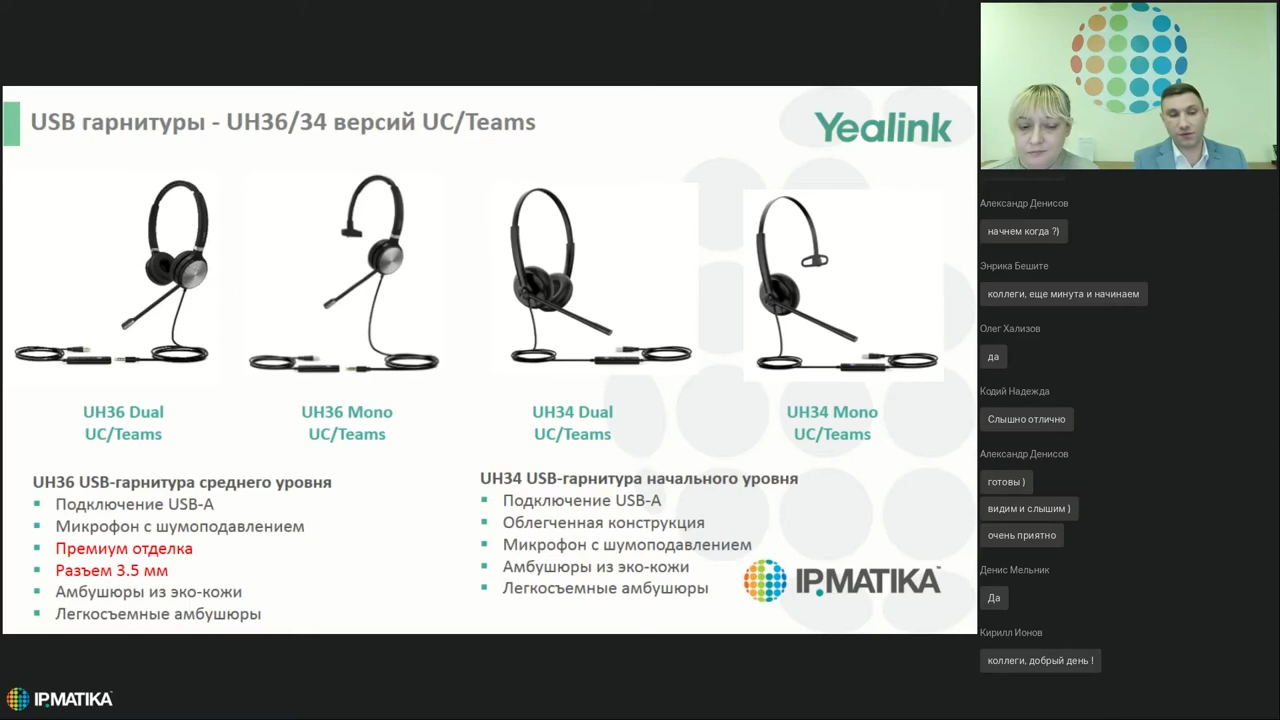 USB гарнитуры - UH36/34 версий UC/Teams
Yealink
UH36 Dual
UC/Teams
UH36 Mono
UC/Teams
UH34 Dual
UC/Teams
UH34 Mono
UC/Teams
UH36 USB-гарнитура среднего уровня
Подключение USB-A
Микрофон с шумоподавлением
Премиум отделка
Разъем 3.5 мм
Амбушюры из эко-кожи
Легкосъемные амбушюры
UH34 USB-гарнитура начального уровня
Подключение USB-A
Облегченная конструкция
Микрофон с шумоподавлением
Амбушюры из эко-кожи
Легкосъемные амбушюры
IP.MATIKA
IP.MATIKA
Александр Денисов
начнем когда ?)
Энрика Бешите
коллеги, еще минута и начинаем
Олег Хализов
да
Кодий Надежда
Слышно отлично
Александр Денисов
готовы )
видим и слышим )
очень приятно
Денис Мельник
Да
Кирилл Ионов
коллеги, добрый день !